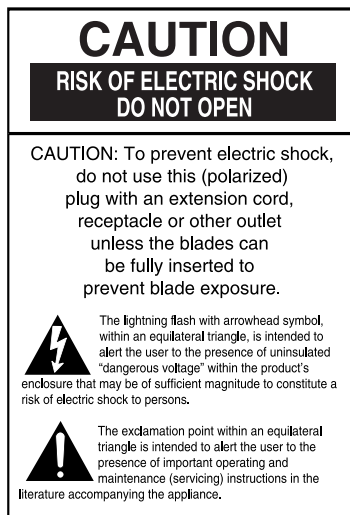 CAUTION
RISK OF ELECTRIC SHOCK
DO NOT OPEN
CAUTION: To prevent electric shock,
do not use this (polarized)
plug with an extension cord,
receptacle or other outlet
unless the blades can
be fully inserted to
prevent blade exposure.
The lightning flash with arrowhead symbol,
within an equilateral triangle, is intended to
alert the user to the presence of uninsulated
“dangerous voltage” within the product’s
enclosure that may be of sufficient magnitude to constitute a
risk of electric shock to persons.
The exclamation point within an equilateral
triangle is intended to alert the user to the
presence of important operating and
maintenance (servicing) instructions in the
literature accompanying the appliance.